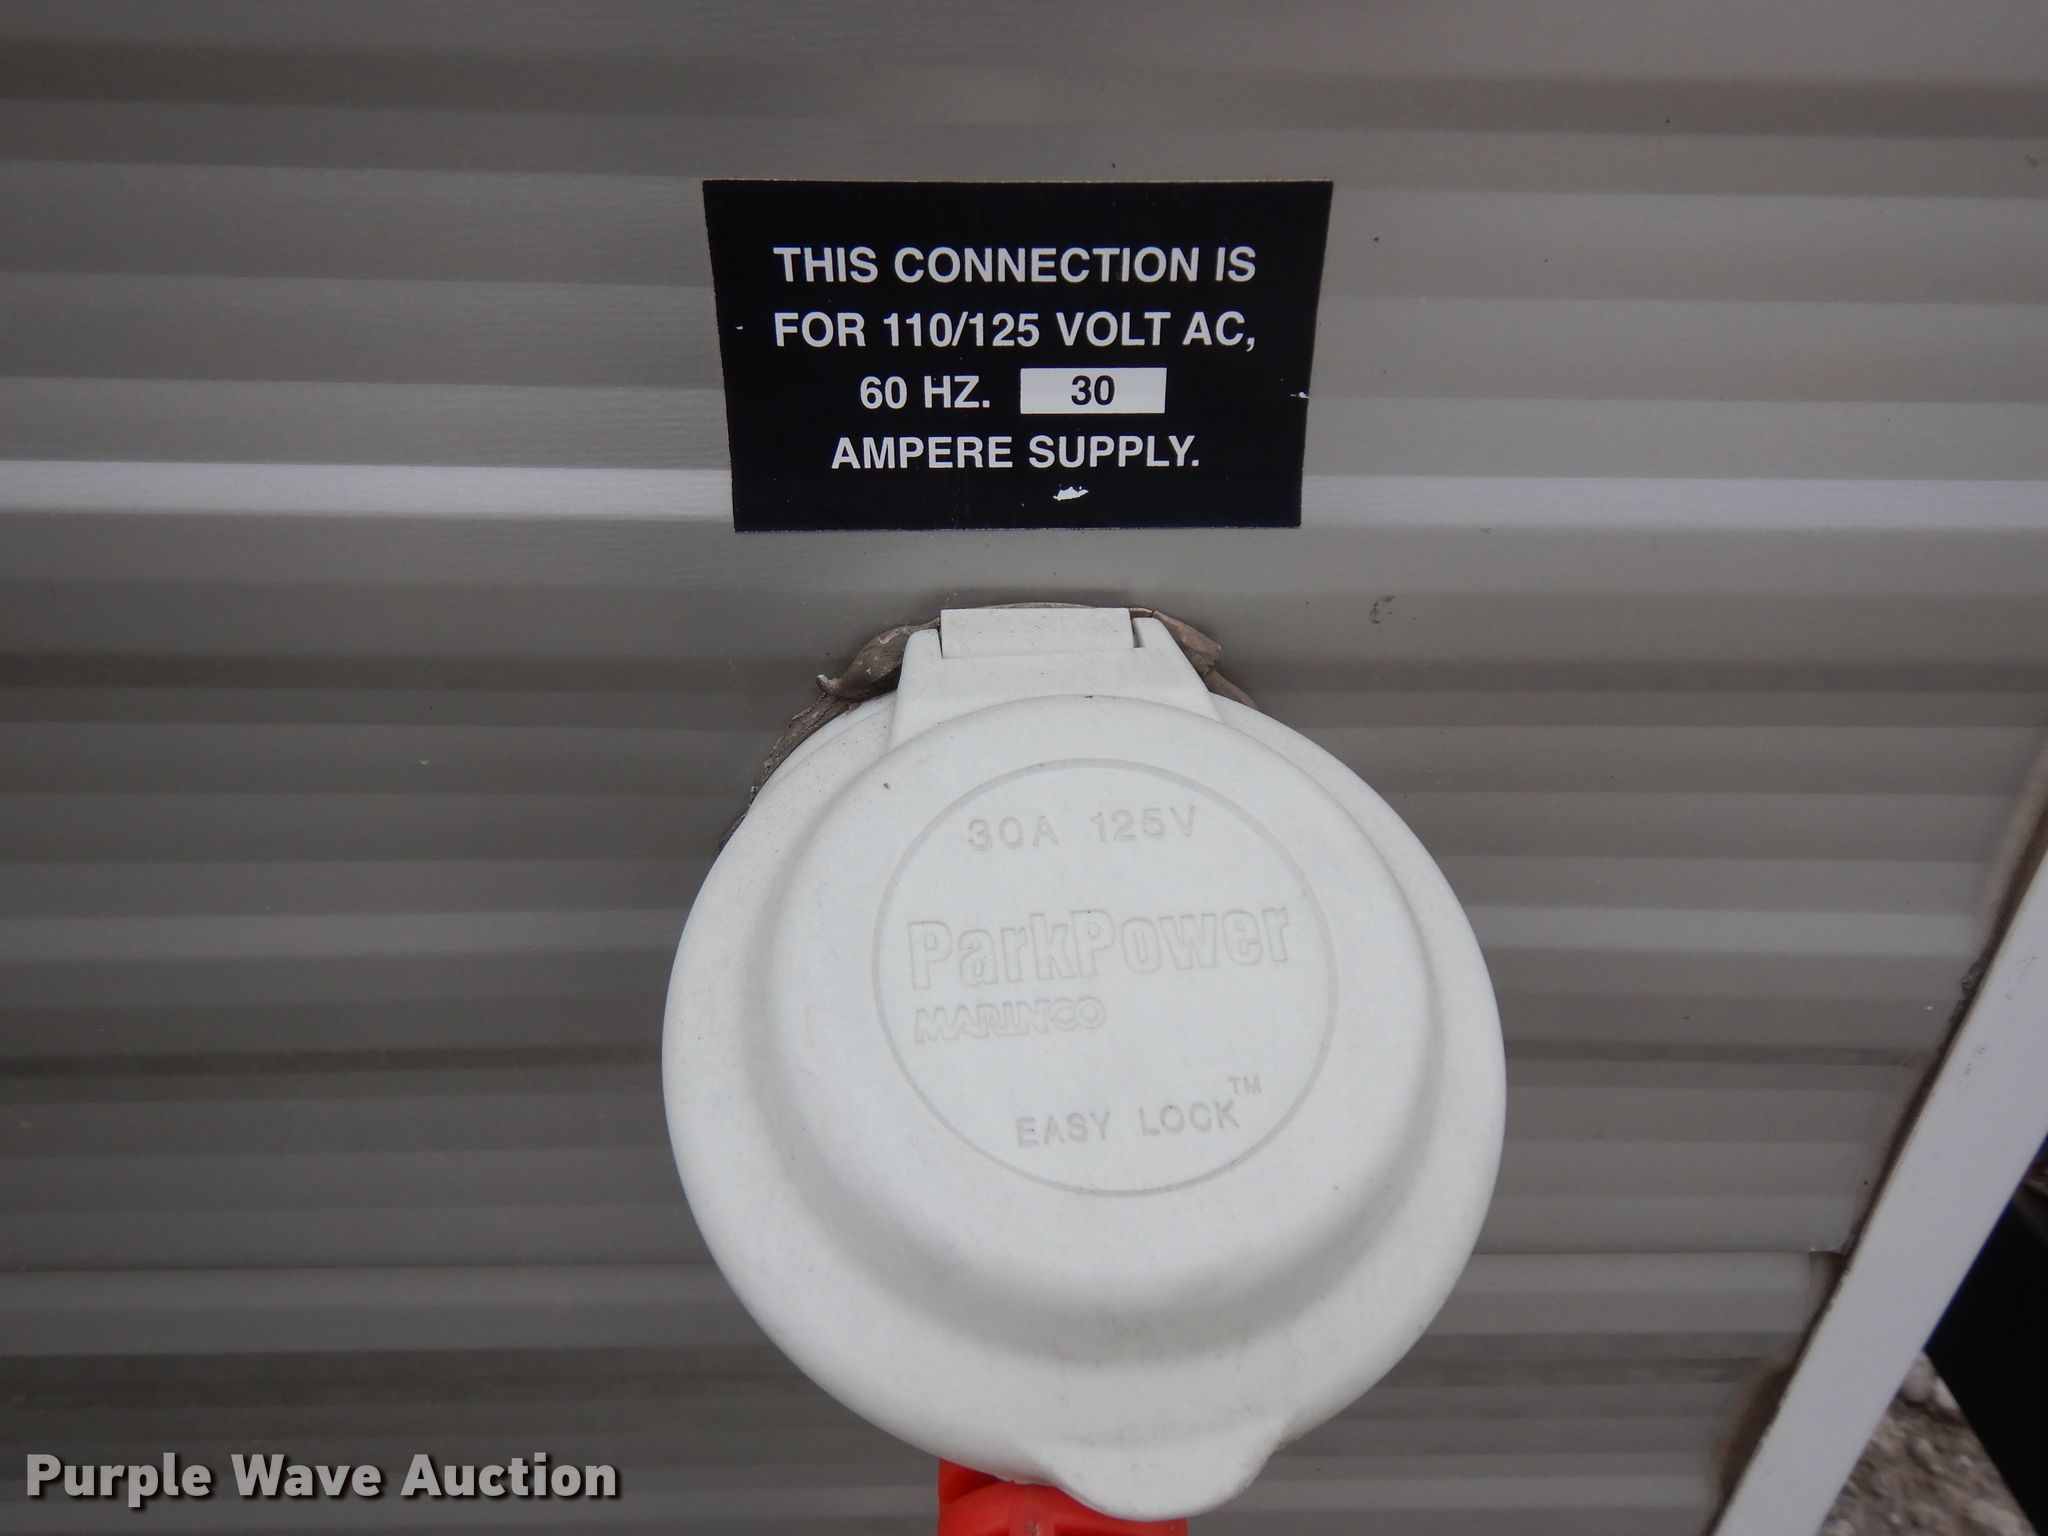 THIS CONNECTION IS
FOR 110/125 VOLT AC,
60 HZ. 30
AMPERE SUPPLY.
30A 125V
ParkPower
MARINCO
EASY LOCK™
Purple Wave Auction